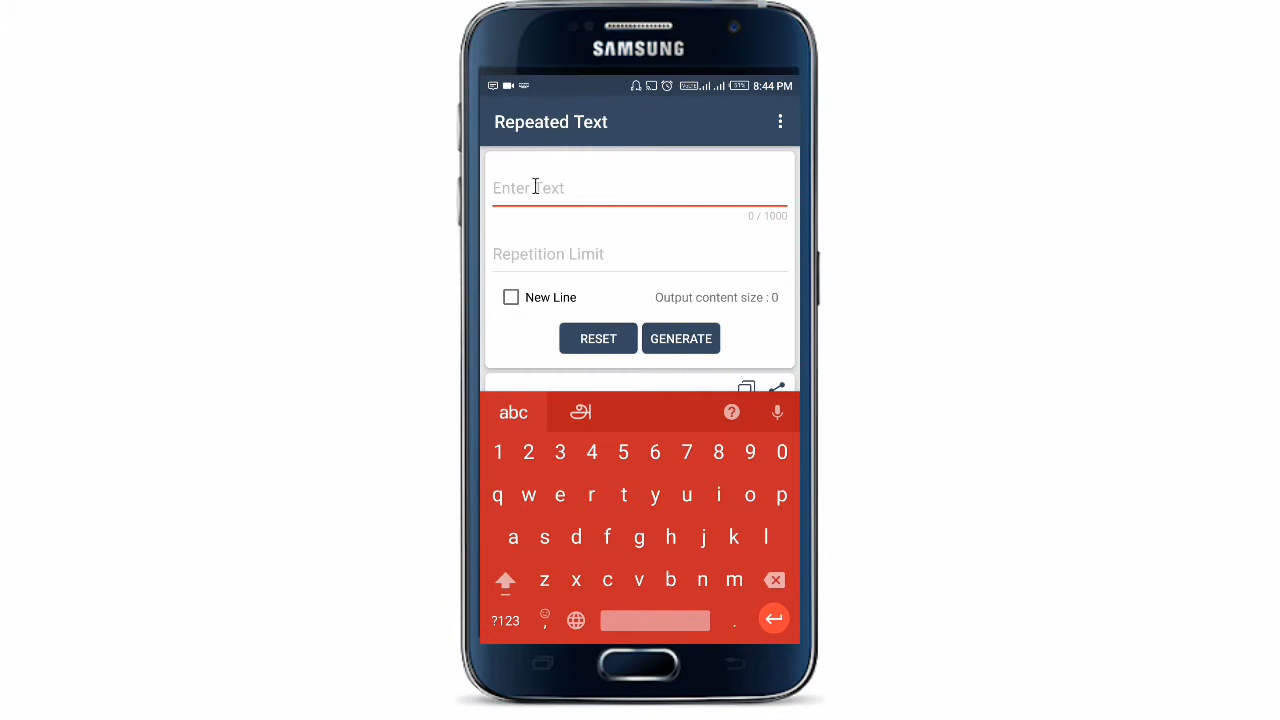 SAMSUNG
8:44 PM
Repeated Text
Enter Text
0 / 1000
Repetition Limit
New Line Output content size : 0
RESET GENERATE
abc அ
1 2 3 4 5 6 7 8 9 0
q w e r t y u i o p
a s d f g h j k l
z x c v b n m
?123 , .